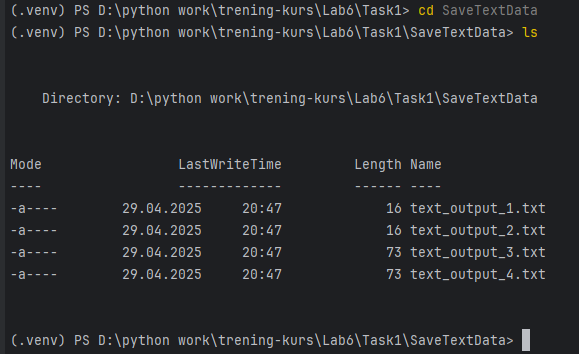 (.venv) PS D:\python work\trening-kurs\Lab6\Task1> cd SaveTextData
(.venv) PS D:\python work\trening-kurs\Lab6\Task1\SaveTextData> ls
Directory: D:\python work\trening-kurs\Lab6\Task1\SaveTextData
Mode                 LastWriteTime         Length Name
----                 -------------         ------ ----
-a----        29.04.2025     20:47             16 text_output_1.txt
-a----        29.04.2025     20:47             16 text_output_2.txt
-a----        29.04.2025     20:47             73 text_output_3.txt
-a----        29.04.2025     20:47             73 text_output_4.txt
(.venv) PS D:\python work\trening-kurs\Lab6\Task1\SaveTextData>